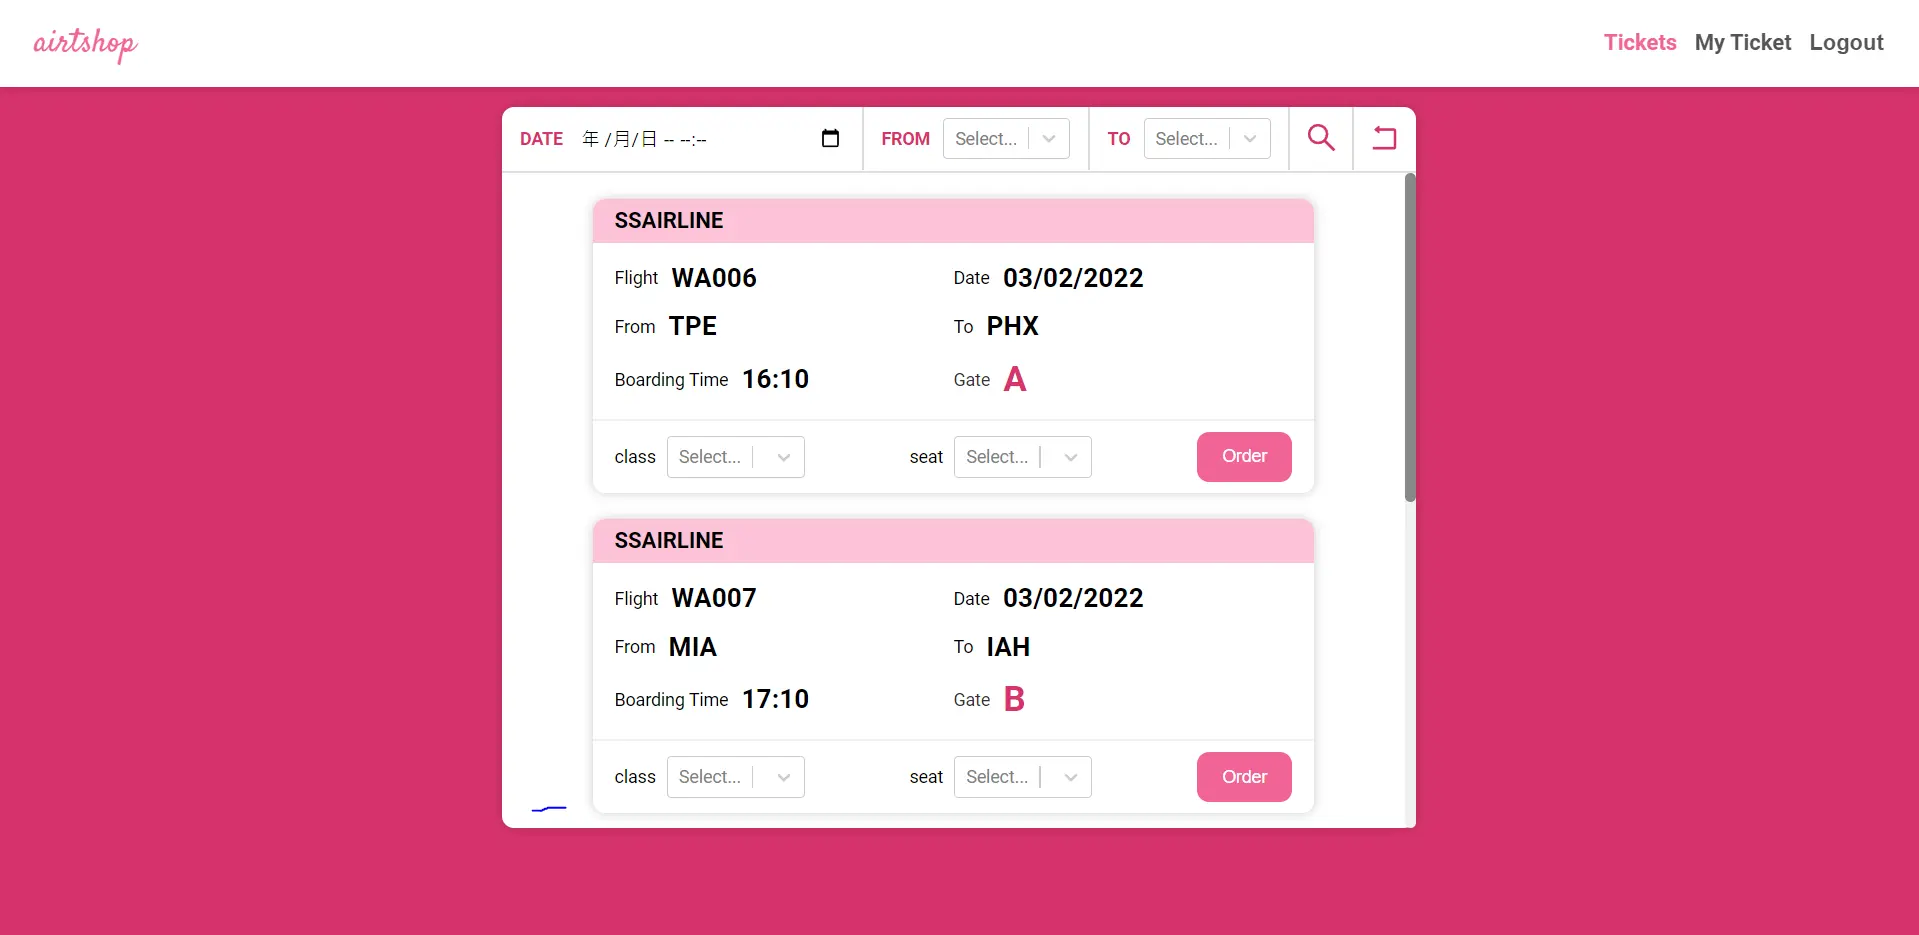 airtshop
Tickets My Ticket Logout
DATE 年 /月/日 -- --:-- FROM Select... TO Select...
SSAIRLINE
Flight WA006 Date 03/02/2022
From TPE To PHX
Boarding Time 16:10 Gate A
class Select... seat Select... Order
SSAIRLINE
Flight WA007 Date 03/02/2022
From MIA To IAH
Boarding Time 17:10 Gate B
class Select... seat Select... Order